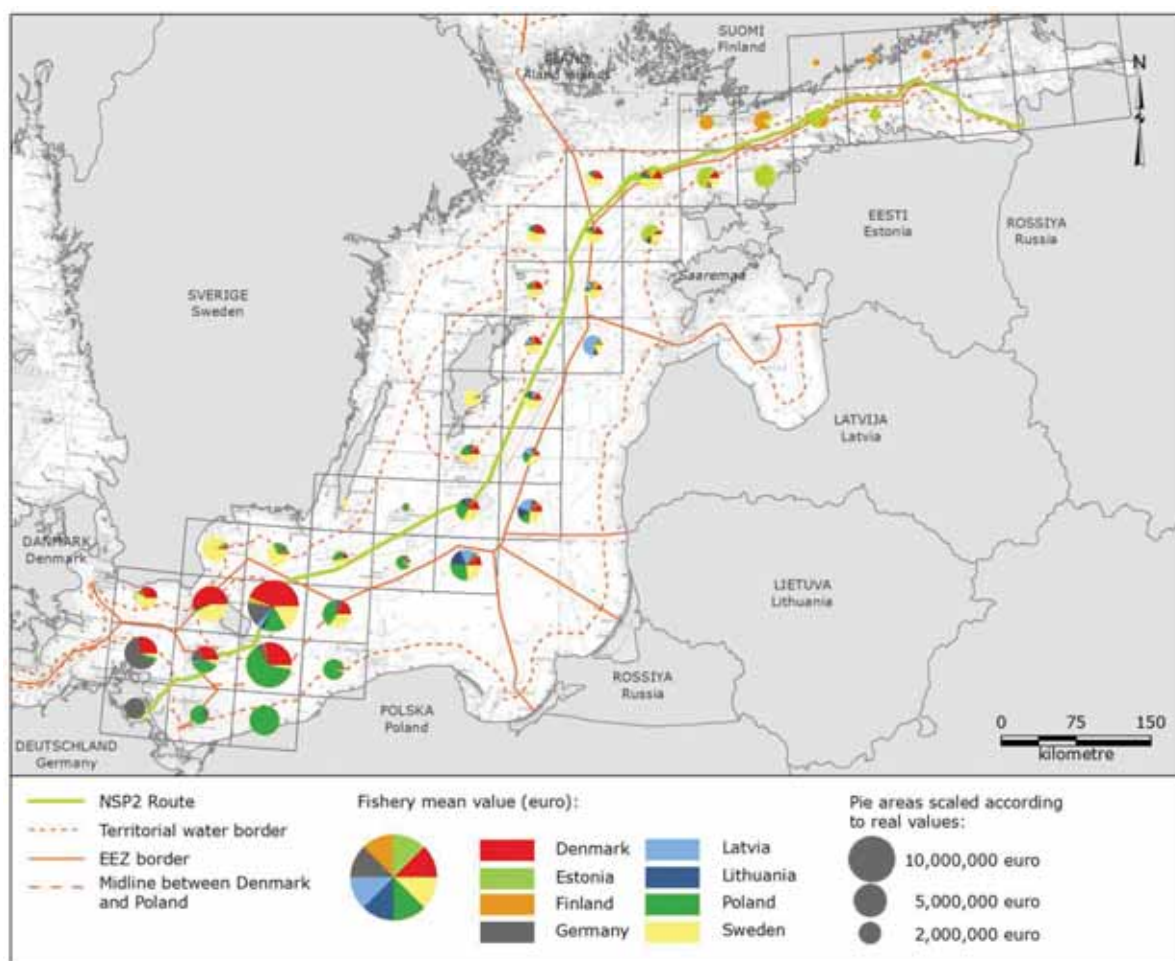 SUOMI
Finland
Åland Islands
N
EESTI
Estonia
ROSSIYA
Russia
Saaremaa
SVERIGE
Sweden
LATVIJA
Latvia
DANMARK
Denmark
LIETUVA
Lithuania
ROSSIYA
Russia
POLSKA
Poland
DEUTSCHLAND
Germany
0 75 150
kilometre
NSP2 Route
Territorial water border
EEZ border
Midline between Denmark
and Poland
Fishery mean value (euro):
Denmark
Estonia
Finland
Germany
Latvia
Lithuania
Poland
Sweden
Pie areas scaled according
to real values:
10,000,000 euro
5,000,000 euro
2,000,000 euro